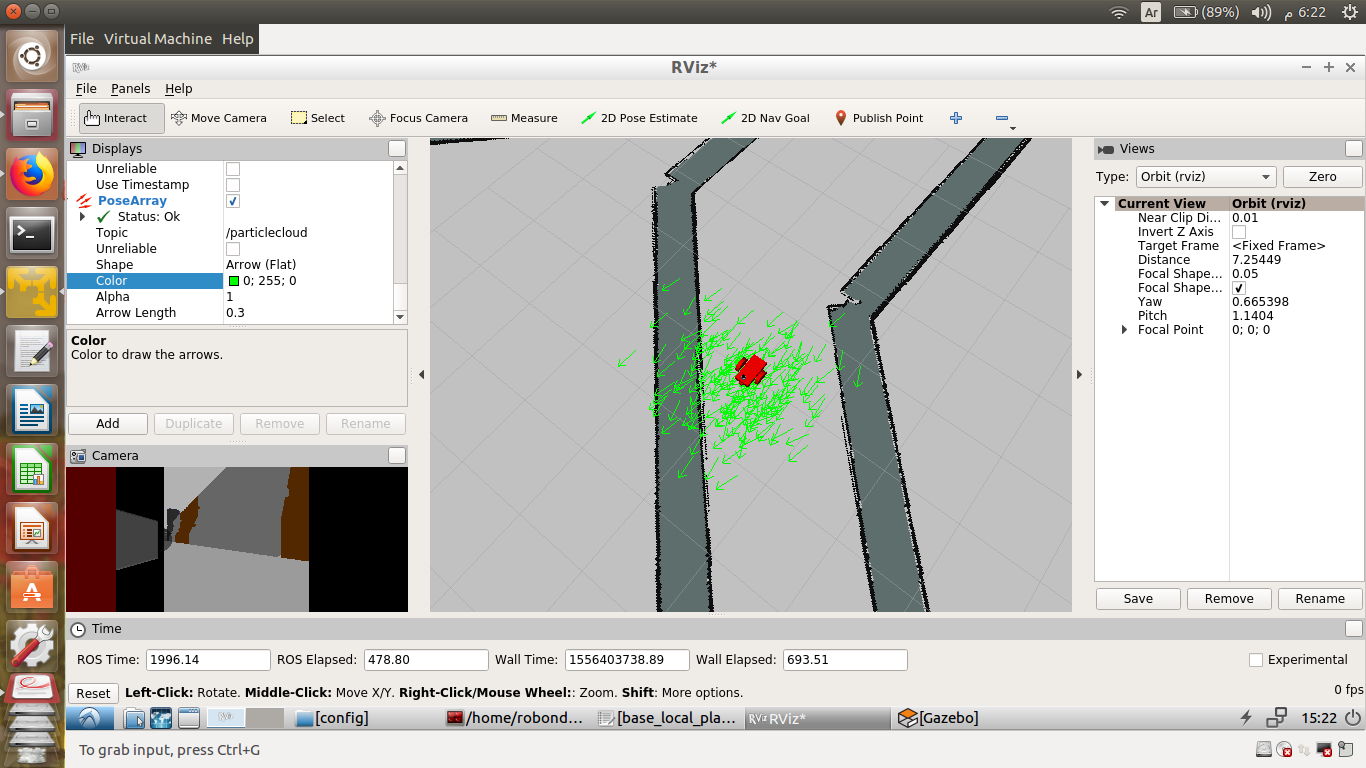 Ar (89%) 6:22 م
File Virtual Machine Help
RViz RViz*
File Panels Help
Interact Move Camera Select Focus Camera Measure 2D Pose Estimate 2D Nav Goal Publish Point
Displays
Unreliable
Use Timestamp
PoseArray
Status: Ok
Topic /particlecloud
Unreliable
Shape Arrow (Flat)
Color 0; 255; 0
Alpha 1
Arrow Length 0.3
Color
Color to draw the arrows.
Add Duplicate Remove Rename
Camera
Views
Type: Orbit (rviz) Zero
Current View Orbit (rviz)
Near Clip Di... 0.01
Invert Z Axis
Target Frame <Fixed Frame>
Distance 7.25449
Focal Shape... 0.05
Focal Shape...
Yaw 0.665398
Pitch 1.1404
Focal Point 0; 0; 0
Save Remove Rename
Time
ROS Time: 1996.14 ROS Elapsed: 478.80 Wall Time: 1556403738.89 Wall Elapsed: 693.51 Experimental
Reset Left-Click: Rotate. Middle-Click: Move X/Y. Right-Click/Mouse Wheel:: Zoom. Shift: More options. 0 fps
RViz [config] /home/robond... [base_local_pla... RViz RViz* [Gazebo] 15:22
To grab input, press Ctrl+G